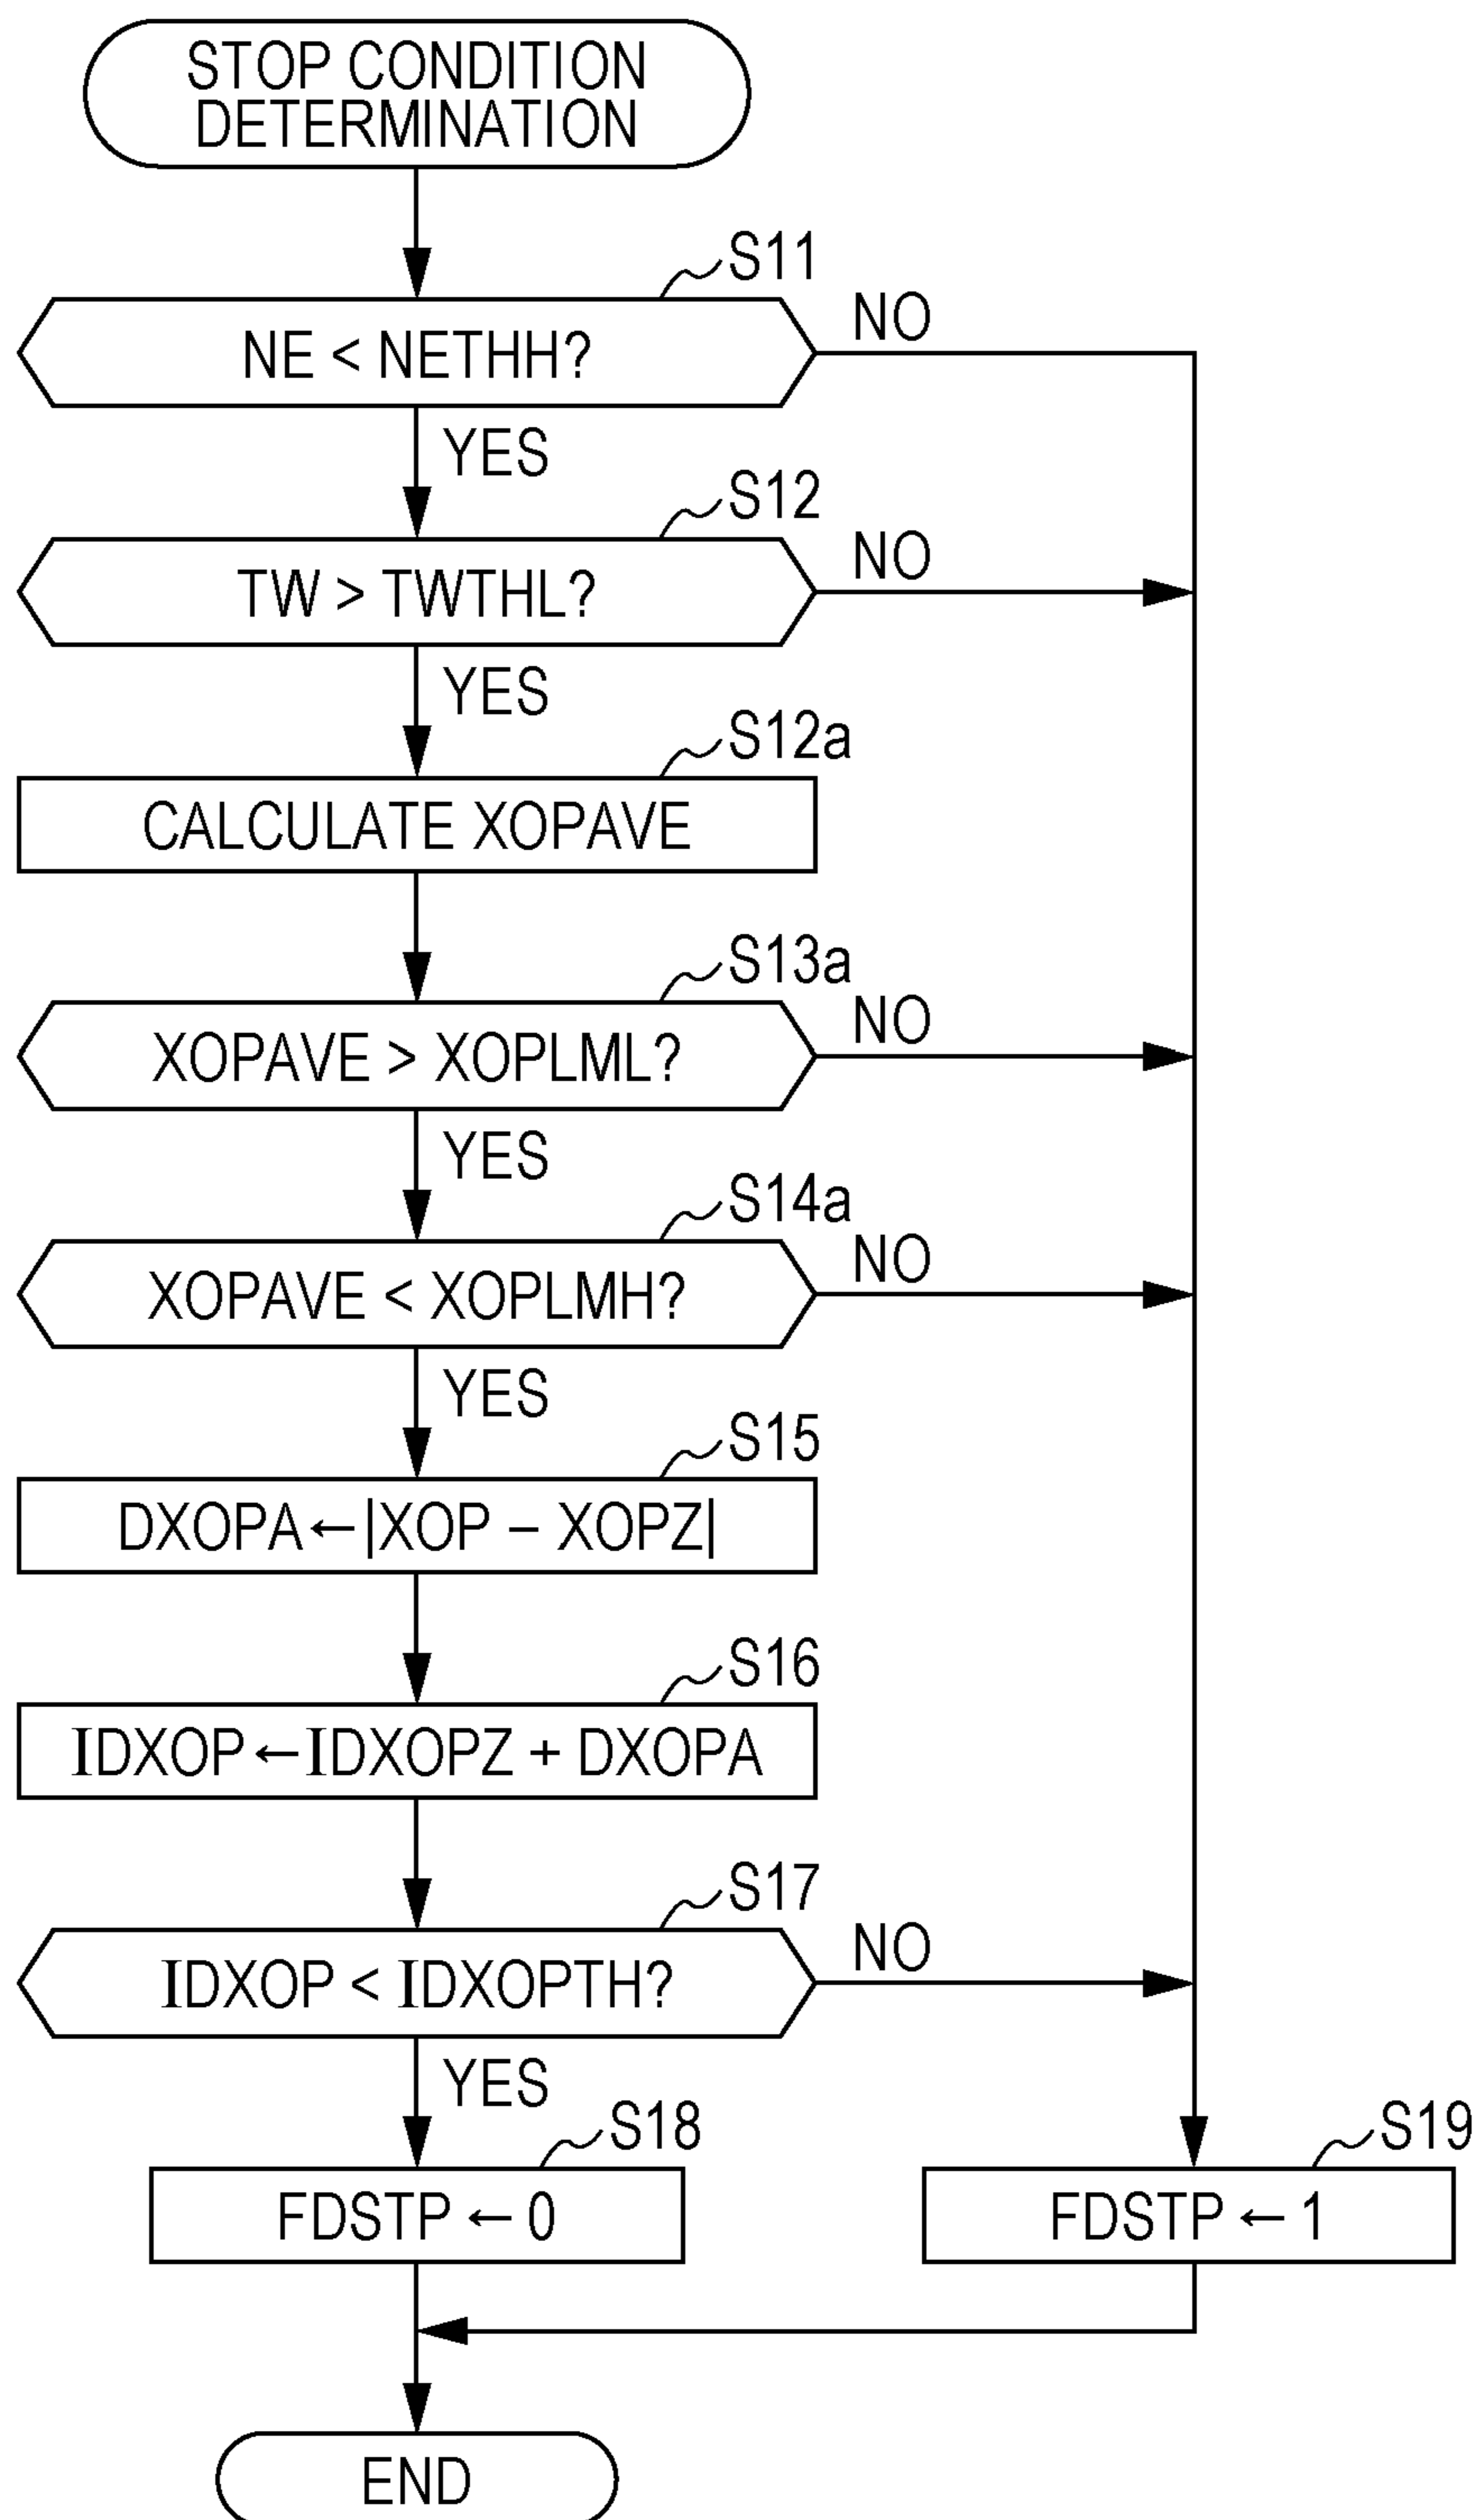 STOP CONDITION
DETERMINATION
S11
NE < NETHH?
NO
YES
S12
TW > TWTHL?
NO
YES
S12a
CALCULATE XOPAVE
S13a
XOPAVE > XOPLML?
NO
YES
S14a
XOPAVE < XOPLMH?
NO
YES
S15
DXOPA←|XOP − XOPZ|
S16
IDXOP←IDXOPZ + DXOPA
S17
IDXOP < IDXOPTH?
NO
YES
S18
FDSTP ← 0
S19
FDSTP ← 1
END